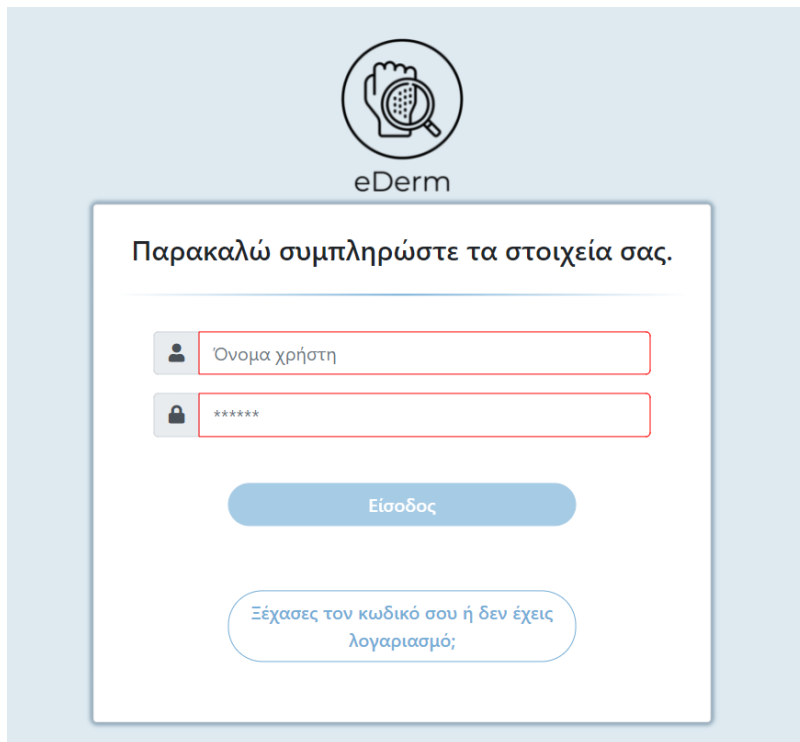 eDerm
Παρακαλώ συμπληρώστε τα στοιχεία σας.
Όνομα χρήστη
******
Είσοδος
Ξέχασες τον κωδικό σου ή δεν έχεις
λογαριασμό;